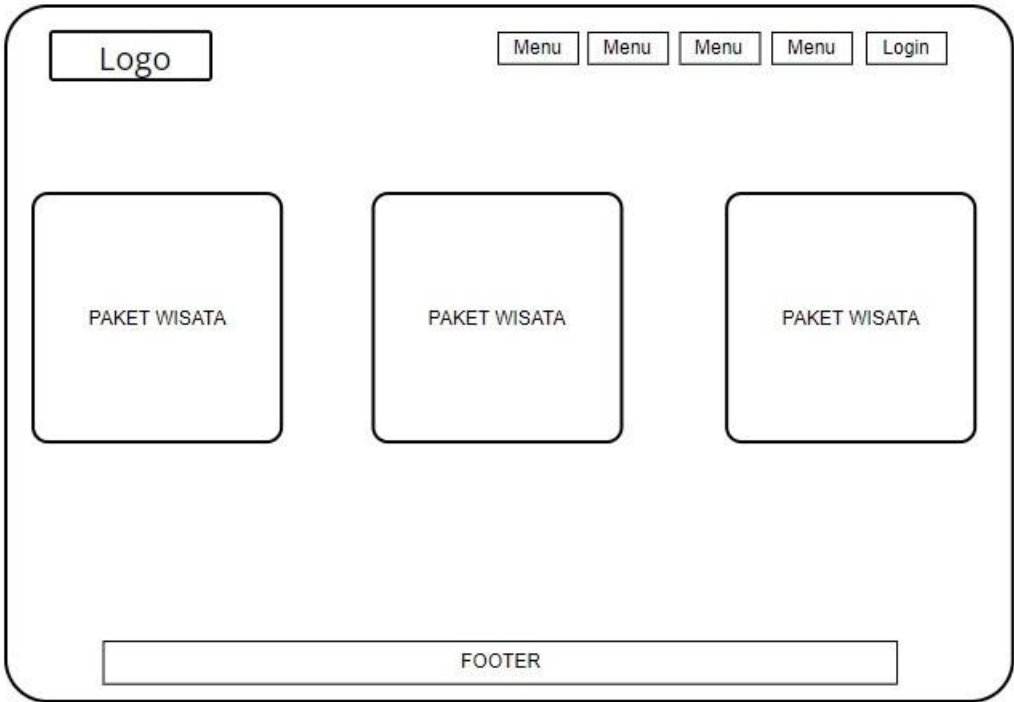 Logo
Menu
Menu
Menu
Menu
Login
PAKET WISATA
PAKET WISATA
PAKET WISATA
FOOTER